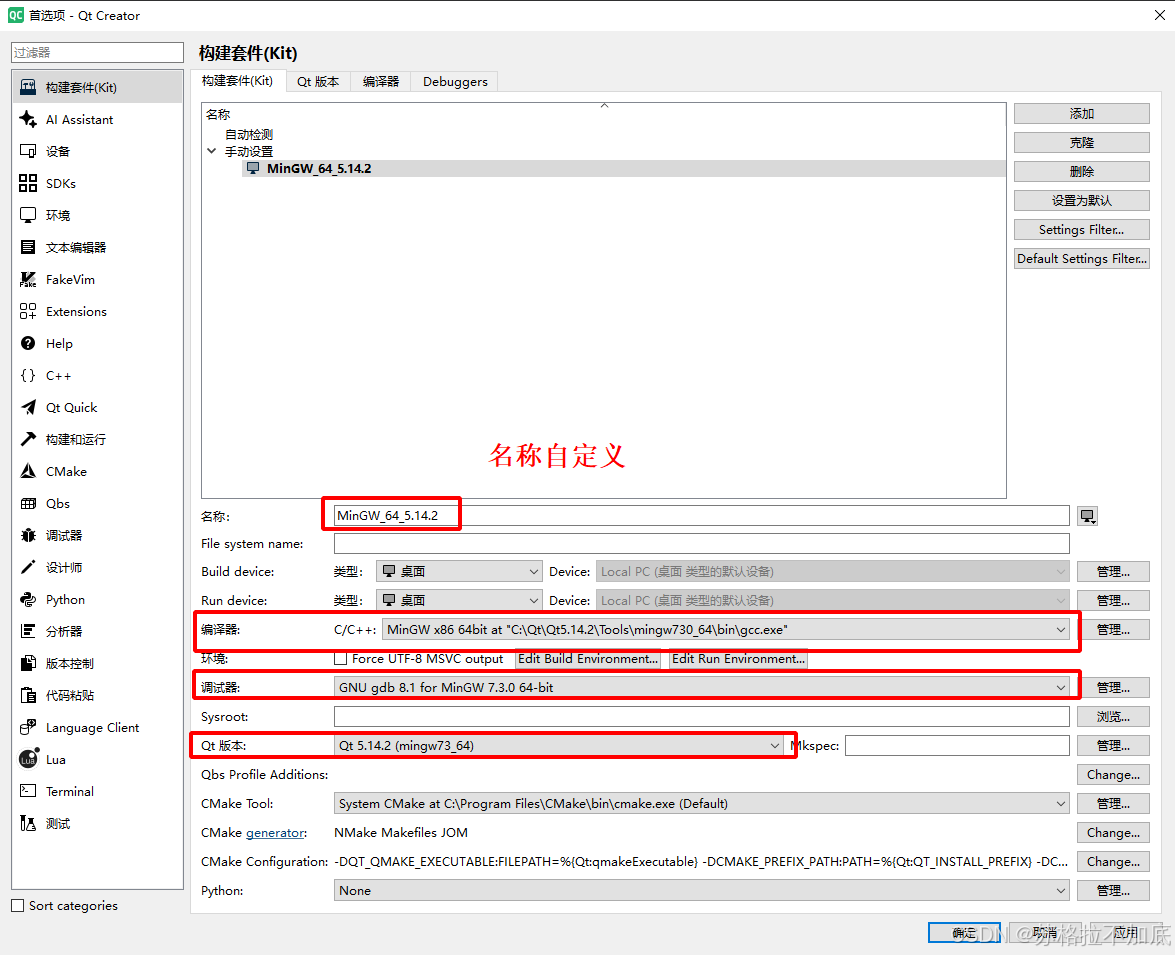 首选项 - Qt Creator
过滤器
构建套件(Kit)
AI Assistant
设备
SDKs
环境
文本编辑器
FakeVim
Extensions
Help
C++
Qt Quick
构建和运行
CMake
Qbs
调试器
设计师
Python
分析器
版本控制
代码粘贴
Language Client
Lua
Terminal
测试
Sort categories
构建套件(Kit)
构建套件(Kit) Qt 版本 编译器 Debuggers
名称
自动检测
手动设置
MinGW_64_5.14.2
添加
克隆
删除
设置为默认
Settings Filter...
Default Settings Filter...
名称自定义
名称: MinGW_64_5.14.2
File system name:
Build device: 类型: 桌面 Device: Local PC (桌面 类型的默认设备) 管理...
Run device: 类型: 桌面 Device: Local PC (桌面 类型的默认设备) 管理...
编译器: C/C++: MinGW x86 64bit at "C:\Qt\Qt5.14.2\Tools\mingw730_64\bin\gcc.exe" 管理...
环境: Force UTF-8 MSVC output Edit Build Environment... Edit Run Environment...
调试器: GNU gdb 8.1 for MinGW 7.3.0 64-bit 管理...
Sysroot: 浏览...
Qt 版本: Qt 5.14.2 (mingw73_64) Mkspec: 管理...
Qbs Profile Additions: Change...
CMake Tool: System CMake at C:\Program Files\CMake\bin\cmake.exe (Default) 管理...
CMake generator: NMake Makefiles JOM Change...
CMake Configuration: -DQT_QMAKE_EXECUTABLE:FILEPATH=%{Qt:qmakeExecutable} -DCMAKE_PREFIX_PATH:PATH=%{Qt:QT_INSTALL_PREFIX} -DC... Change...
Python: None 管理...
确定 取消 应用
CSDN @苏格拉不加底